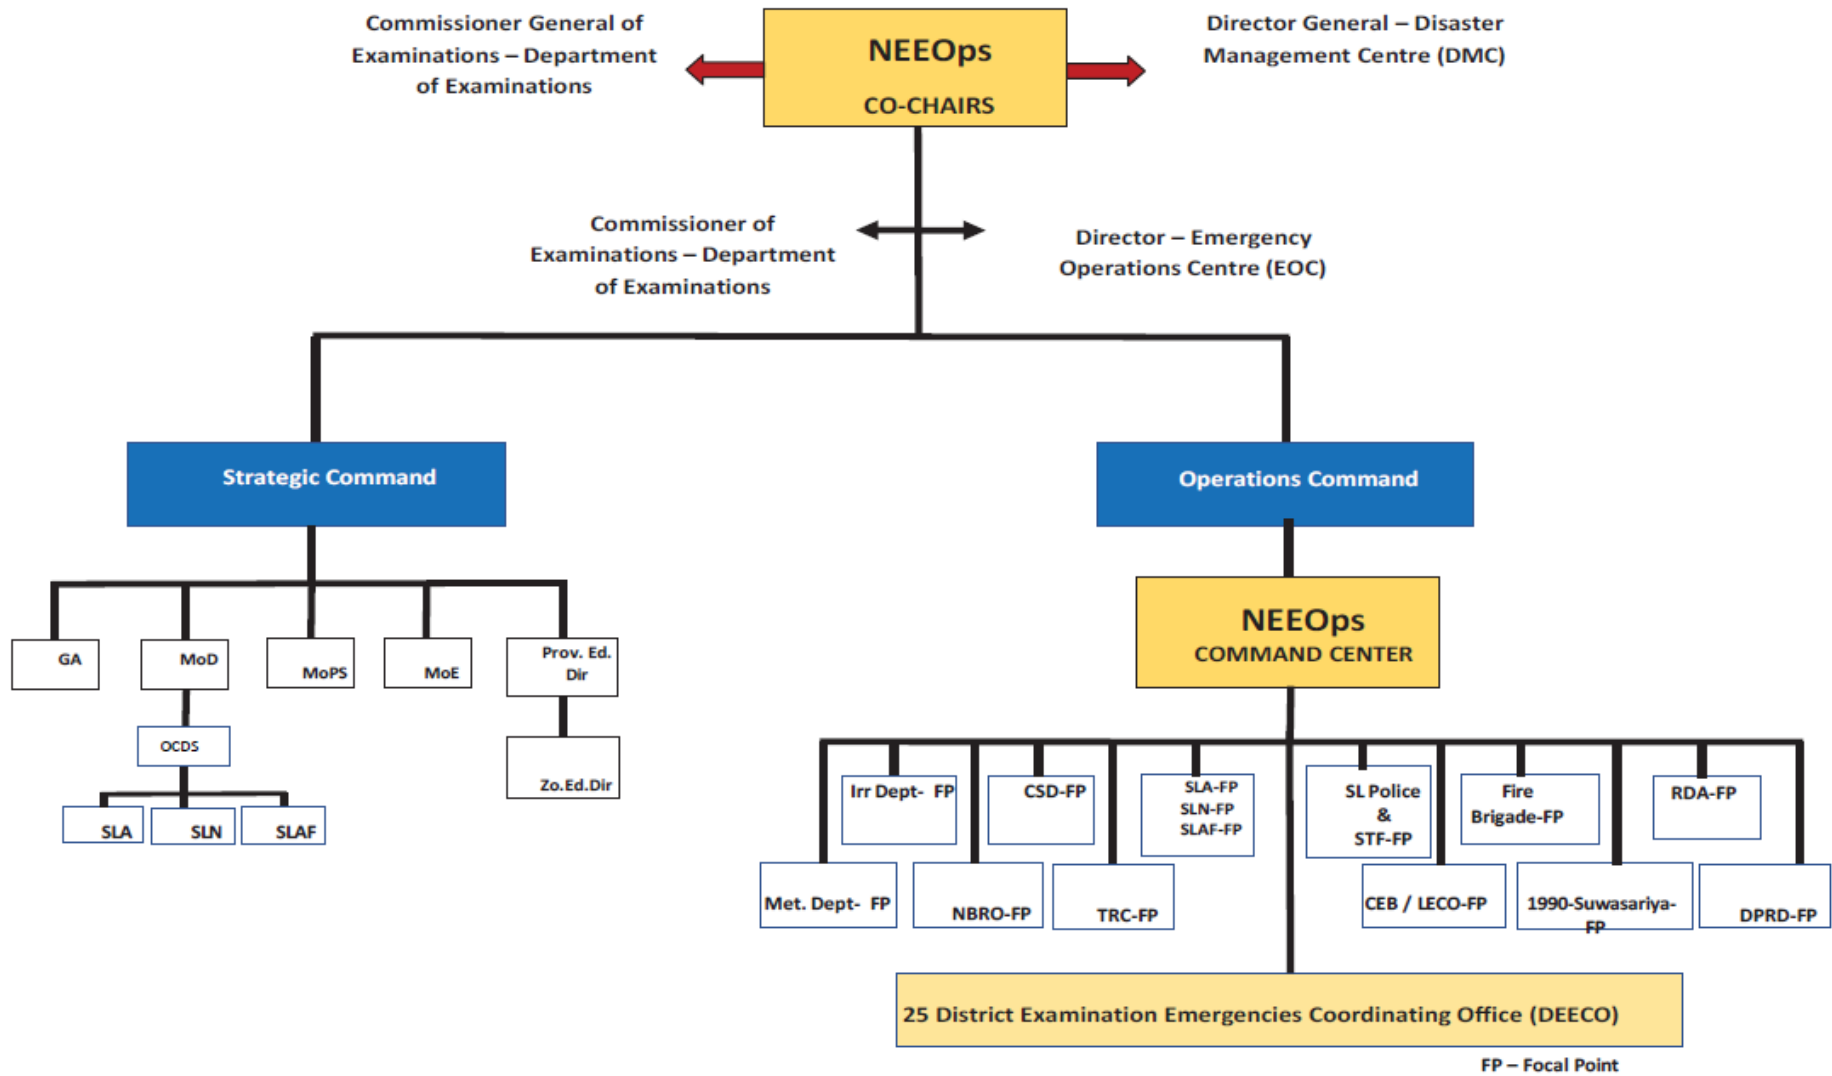 Commissioner General of
Examinations – Department
of Examinations
NEEOps
CO-CHAIRS
Director General – Disaster
Management Centre (DMC)
Commissioner of
Examinations – Department
of Examinations
Director – Emergency
Operations Centre (EOC)
Strategic Command
Operations Command
GA
MoD
MoPS
MoE
Prov. Ed.
Dir
OCDS
Zo.Ed.Dir
SLA
SLN
SLAF
NEEOps
COMMAND CENTER
Irr Dept- FP
CSD-FP
SLA-FP
SLN-FP
SLAF-FP
SL Police
&
STF-FP
Fire
Brigade-FP
RDA-FP
Met. Dept- FP
NBRO-FP
TRC-FP
CEB / LECO-FP
1990-Suwasariya-
FP
DPRD-FP
25 District Examination Emergencies Coordinating Office (DEECO)
FP – Focal Point